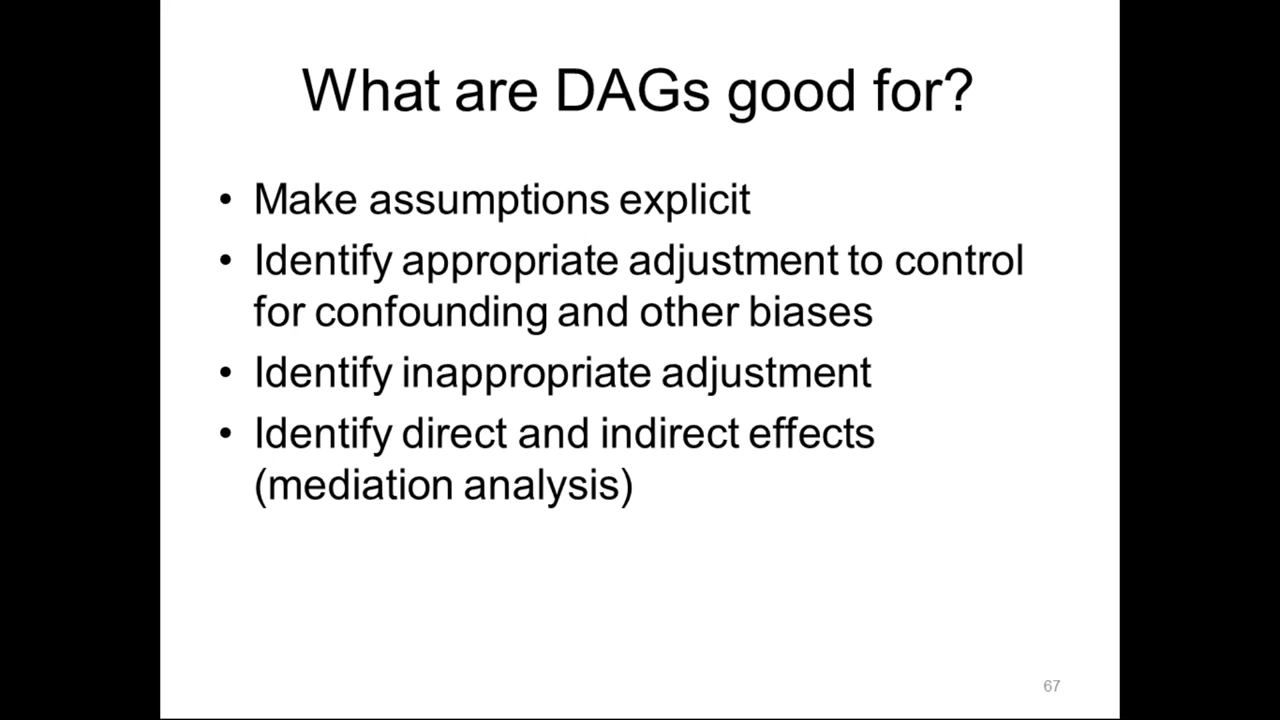 What are DAGs good for?
• Make assumptions explicit
• Identify appropriate adjustment to control
for confounding and other biases
• Identify inappropriate adjustment
• Identify direct and indirect effects
(mediation analysis)
67